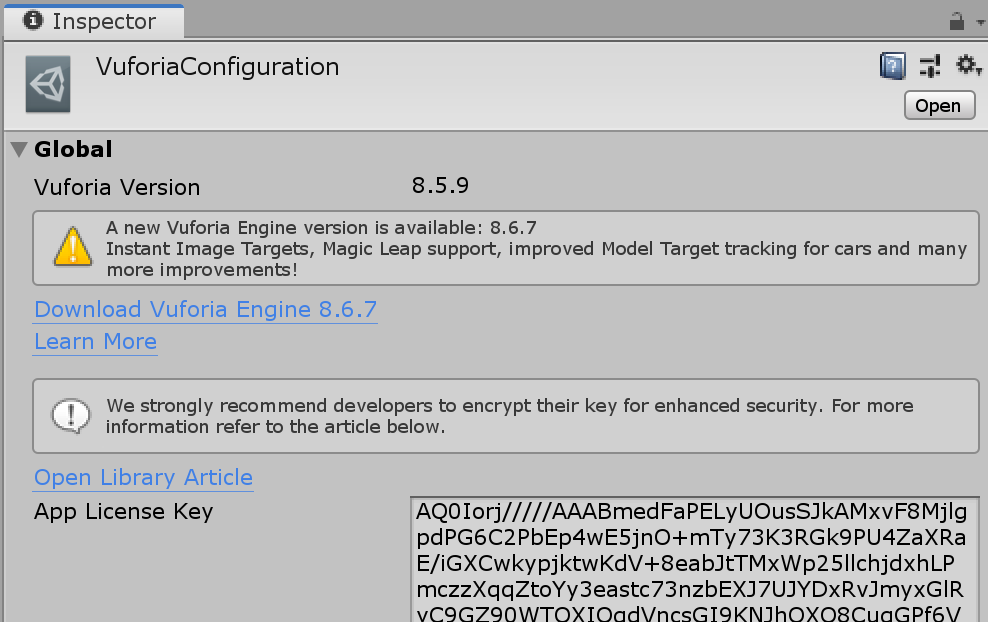 Inspector
VuforiaConfiguration
Open
Global
Vuforia Version 8.5.9
A new Vuforia Engine version is available: 8.6.7
Instant Image Targets, Magic Leap support, improved Model Target tracking for cars and many
more improvements!
Download Vuforia Engine 8.6.7
Learn More
We strongly recommend developers to encrypt their key for enhanced security. For more
information refer to the article below.
Open Library Article
App License Key AQ0Iorj/////AAABmedFaPELyUOusSJkAMxvF8Mjlg
pdPG6C2PbEp4wE5jnO+mTy73K3RGk9PU4ZaXRa
E/iGXCwkypjktwKdV+8eabJtTMxWp25llchjdxhLP
mczzXqqZtoYy3eastc73nzbEXJ7UJYDxRvJmyxGlR